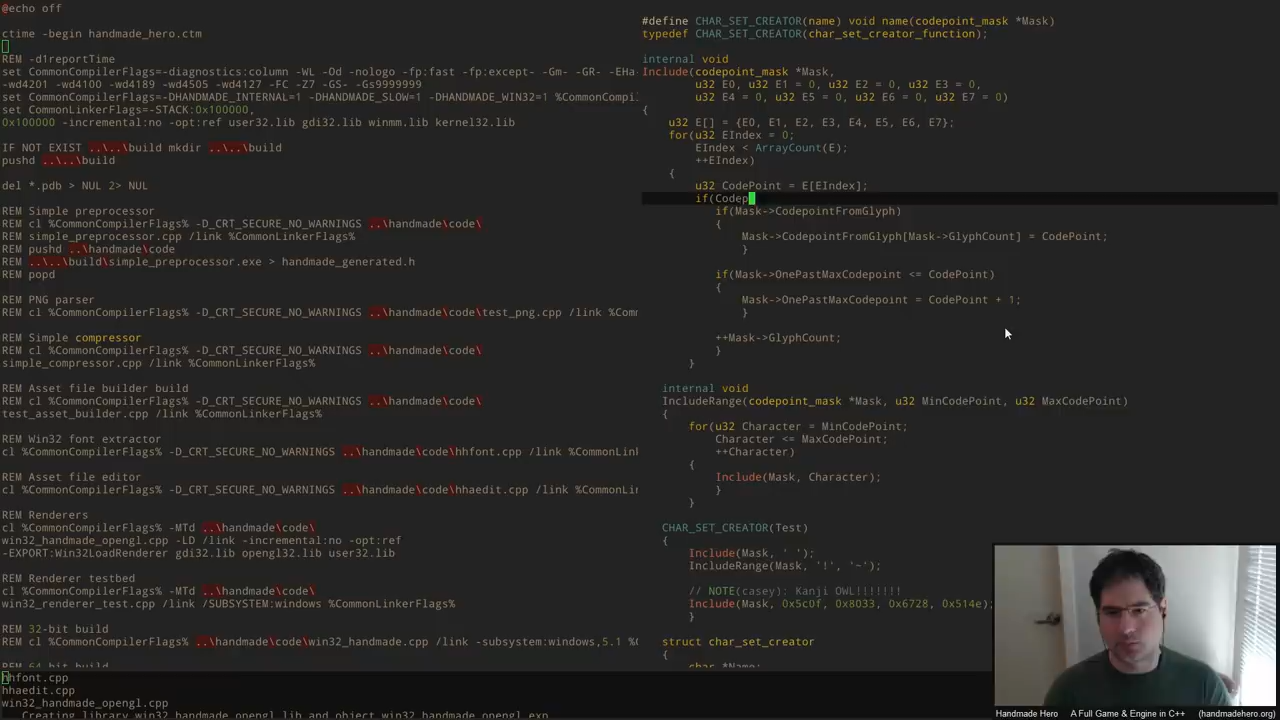 @echo off
ctime -begin handmade_hero.ctm
REM -d1reportTime
set CommonCompilerFlags=-diagnostics:column -WL -Od -nologo -fp:fast -fp:except- -Gm- -GR- -EHa-
-wd4201 -wd4100 -wd4189 -wd4505 -wd4127 -FC -Z7 -GS- -Gs9999999
set CommonCompilerFlags=-DHANDMADE_INTERNAL=1 -DHANDMADE_SLOW=1 -DHANDMADE_WIN32=1 %CommonCompi
set CommonLinkerFlags=-STACK:0x100000,
0x100000 -incremental:no -opt:ref user32.lib gdi32.lib winmm.lib kernel32.lib
IF NOT EXIST ..\..\build mkdir ..\..\build
pushd ..\..\build
del *.pdb > NUL 2> NUL
REM Simple preprocessor
REM cl %CommonCompilerFlags% -D_CRT_SECURE_NO_WARNINGS ..\handmade\code\
REM simple_preprocessor.cpp /link %CommonLinkerFlags%
REM pushd ..\handmade\code
REM ..\..\build\simple_preprocessor.exe > handmade_generated.h
REM popd
REM PNG parser
REM cl %CommonCompilerFlags% -D_CRT_SECURE_NO_WARNINGS ..\handmade\code\test_png.cpp /link %Com
REM Simple compressor
REM cl %CommonCompilerFlags% -D_CRT_SECURE_NO_WARNINGS ..\handmade\code\
simple_compressor.cpp /link %CommonLinkerFlags%
REM Asset file builder build
REM cl %CommonCompilerFlags% -D_CRT_SECURE_NO_WARNINGS ..\handmade\code\
test_asset_builder.cpp /link %CommonLinkerFlags%
REM Win32 font extractor
cl %CommonCompilerFlags% -D_CRT_SECURE_NO_WARNINGS ..\handmade\code\hhfont.cpp /link %CommonLin
REM Asset file editor
cl %CommonCompilerFlags% -D_CRT_SECURE_NO_WARNINGS ..\handmade\code\hhaedit.cpp /link %CommonLi
REM Renderers
cl %CommonCompilerFlags% -MTd ..\handmade\code\
win32_handmade_opengl.cpp -LD /link -incremental:no -opt:ref
-EXPORT:Win32LoadRenderer gdi32.lib opengl32.lib user32.lib
REM Renderer testbed
cl %CommonCompilerFlags% -MTd ..\handmade\code\
win32_renderer_test.cpp /link /SUBSYSTEM:windows %CommonLinkerFlags%
REM 32-bit build
REM cl %CommonCompilerFlags% ..\handmade\code\win32_handmade.cpp /link -subsystem:windows,5.1 %C
REM 64-bit build
hhfont.cpp
hhaedit.cpp
win32_handmade_opengl.cpp
Creating library win32_handmade_opengl.lib and object win32_handmade_opengl.exp
#define CHAR_SET_CREATOR(name) void name(codepoint_mask *Mask)
typedef CHAR_SET_CREATOR(char_set_creator_function);
internal void
Include(codepoint_mask *Mask,
u32 E0, u32 E1 = 0, u32 E2 = 0, u32 E3 = 0,
u32 E4 = 0, u32 E5 = 0, u32 E6 = 0, u32 E7 = 0)
{
u32 E[] = {E0, E1, E2, E3, E4, E5, E6, E7};
for(u32 EIndex = 0;
EIndex < ArrayCount(E);
++EIndex)
{
u32 CodePoint = E[EIndex];
if(Codep
if(Mask->CodepointFromGlyph)
{
Mask->CodepointFromGlyph[Mask->GlyphCount] = CodePoint;
}
if(Mask->OnePastMaxCodepoint <= CodePoint)
{
Mask->OnePastMaxCodepoint = CodePoint + 1;
}
++Mask->GlyphCount;
}
}
internal void
IncludeRange(codepoint_mask *Mask, u32 MinCodePoint, u32 MaxCodePoint)
{
for(u32 Character = MinCodePoint;
Character <= MaxCodePoint;
++Character)
{
Include(Mask, Character);
}
}
CHAR_SET_CREATOR(Test)
{
Include(Mask, ' ');
IncludeRange(Mask, '!', '~');
// NOTE(casey): Kanji OWL!!!!!!!
Include(Mask, 0x5c0f, 0x8033, 0x6728, 0x514e);
}
struct char_set_creator
{
char *Name;
Handmade Hero A Full Game & Engine in C++ (handmadehero.org)